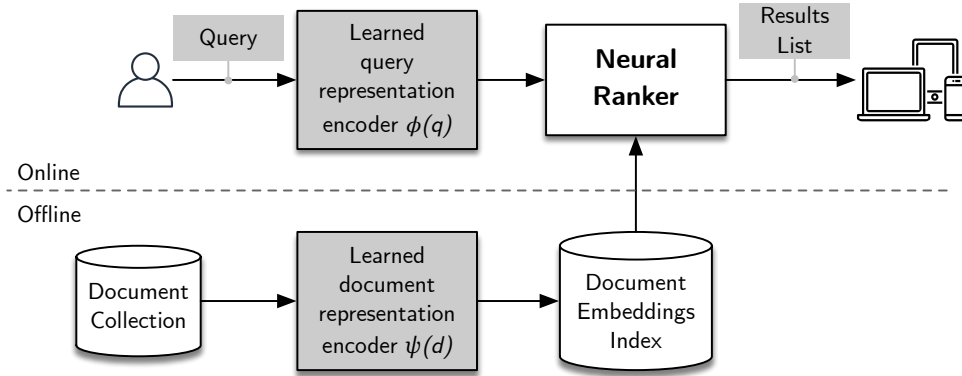 Query
Learned
query
representation
encoder ϕ(q)
Neural
Ranker
Results
List
Online
Offline
Document
Collection
Learned
document
representation
encoder ψ(d)
Document
Embeddings
Index